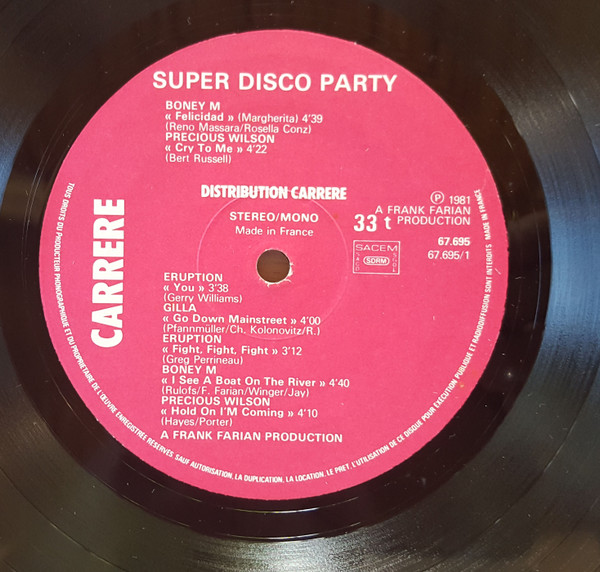 SUPER DISCO PARTY
BONEY M
« Felicidad » (Margherita) 4'39
(Reno Massara/Rosella Conz)
PRECIOUS WILSON
« Cry To Me » 4'22
(Bert Russell)
DISTRIBUTION CARRERE
STEREO/MONO
Made in France
33 t
Ⓟ 1981
A FRANK FARIAN
PRODUCTION
67.695
67.695/1
SACEM
SDRM
CARRERE
ERUPTION
« You » 3'38
(Gerry Williams)
GILLA
« Go Down Mainstreet » 4'00
(Pfannmüller/Ch. Kolonovitz/R.)
ERUPTION
« Fight, Fight, Fight » 3'12
(Greg Perrineau)
BONEY M
« I See A Boat On The River » 4'40
(Rulofs/F. Farian/Winger/Jay)
PRECIOUS WILSON
« Hold On I'M Coming » 4'10
(Hayes/Porter)
A FRANK FARIAN PRODUCTION
TOUS DROITS DU PRODUCTEUR PHONOGRAPHIQUE ET DU PROPRIETAIRE DE L'ŒUVRE ENREGISTREE RESERVES SAUF AUTORISATION, LA DUPLICATION, LA LOCATION, LE PRET, L'UTILISATION DE CE DISQUE POUR EXECUTION PUBLIQUE ET RADIODIFFUSION SONT INTERDITS MADE IN FRANCE